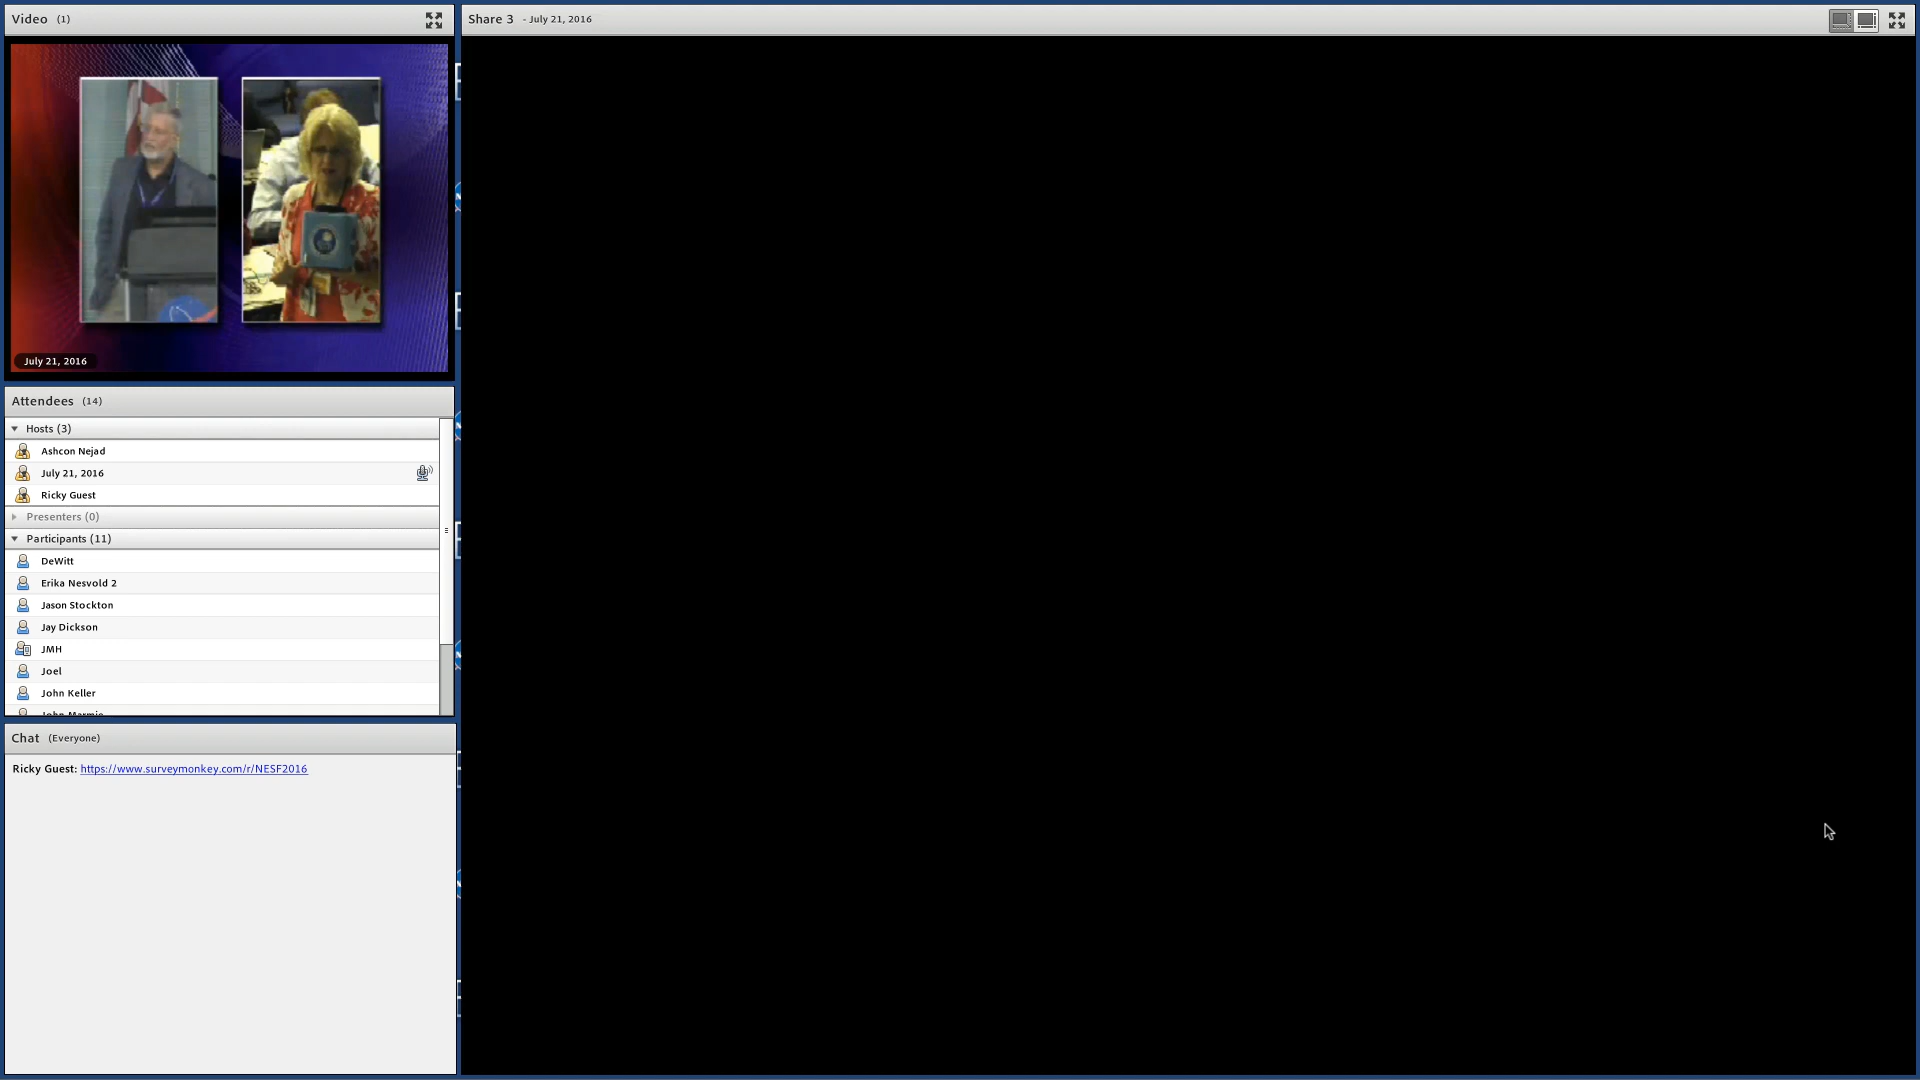 Video (1)
July 21, 2016
Attendees (14)
Hosts (3)
Ashcon Nejad
July 21, 2016
Ricky Guest
Presenters (0)
Participants (11)
DeWitt
Erika Nesvold 2
Jason Stockton
Jay Dickson
JMH
Joel
John Keller
Chat (Everyone)
Ricky Guest: https://www.surveymonkey.com/r/NESF2016
Share 3 - July 21, 2016